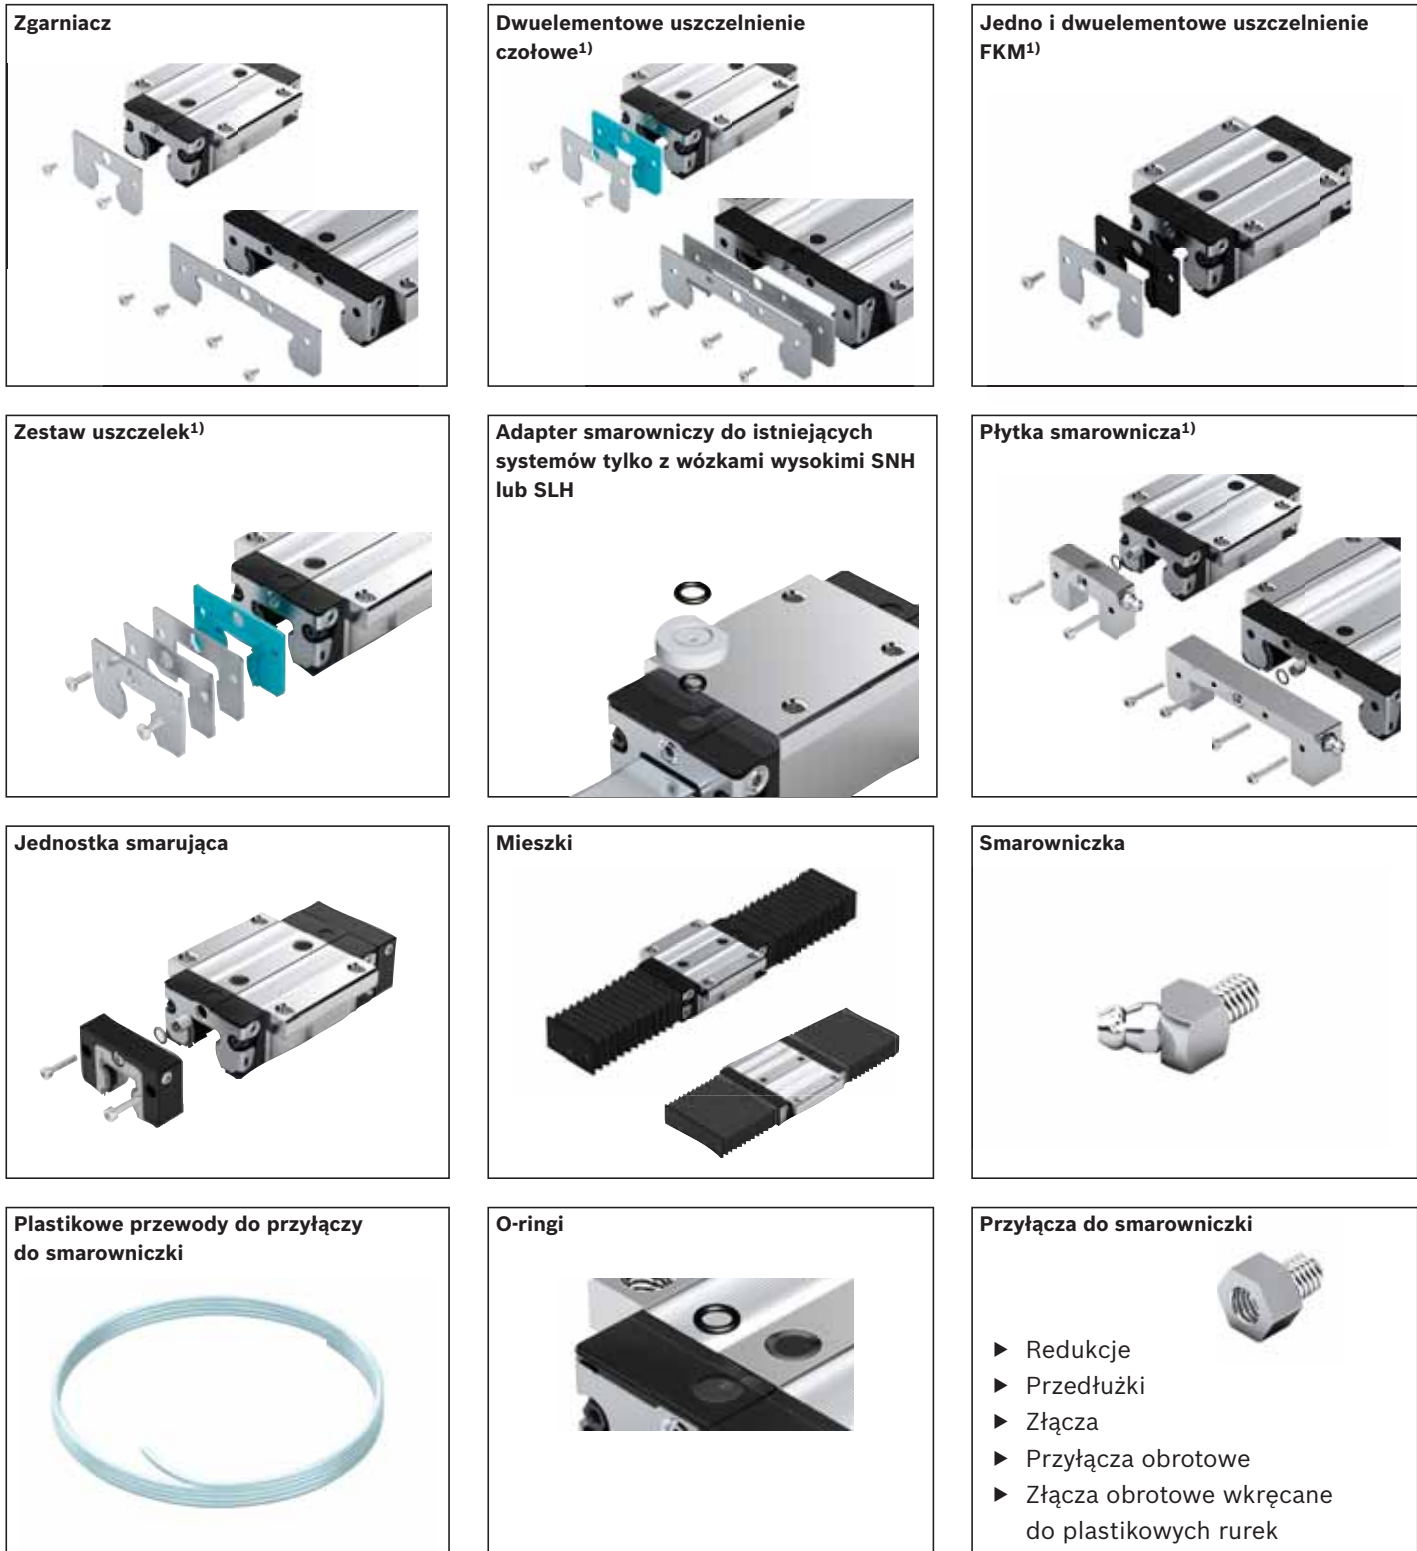 Zgarniacz
Dwuelementowe uszczelnienie
czołowe1)
Jedno i dwuelementowe uszczelnienie
FKM1)
Zestaw uszczelek1)
Adapter smarowniczy do istniejących
systemów tylko z wózkami wysokimi SNH
lub SLH
Płytka smarownicza1)
Jednostka smarująca
Mieszki
Smarowniczka
Plastikowe przewody do przyłączy
do smarowniczki
O-ringi
Przyłącza do smarowniczki
▶ Redukcje
▶ Przedłużki
▶ Złącza
▶ Przyłącza obrotowe
▶ Złącza obrotowe wkręcane
do plastikowych rurek